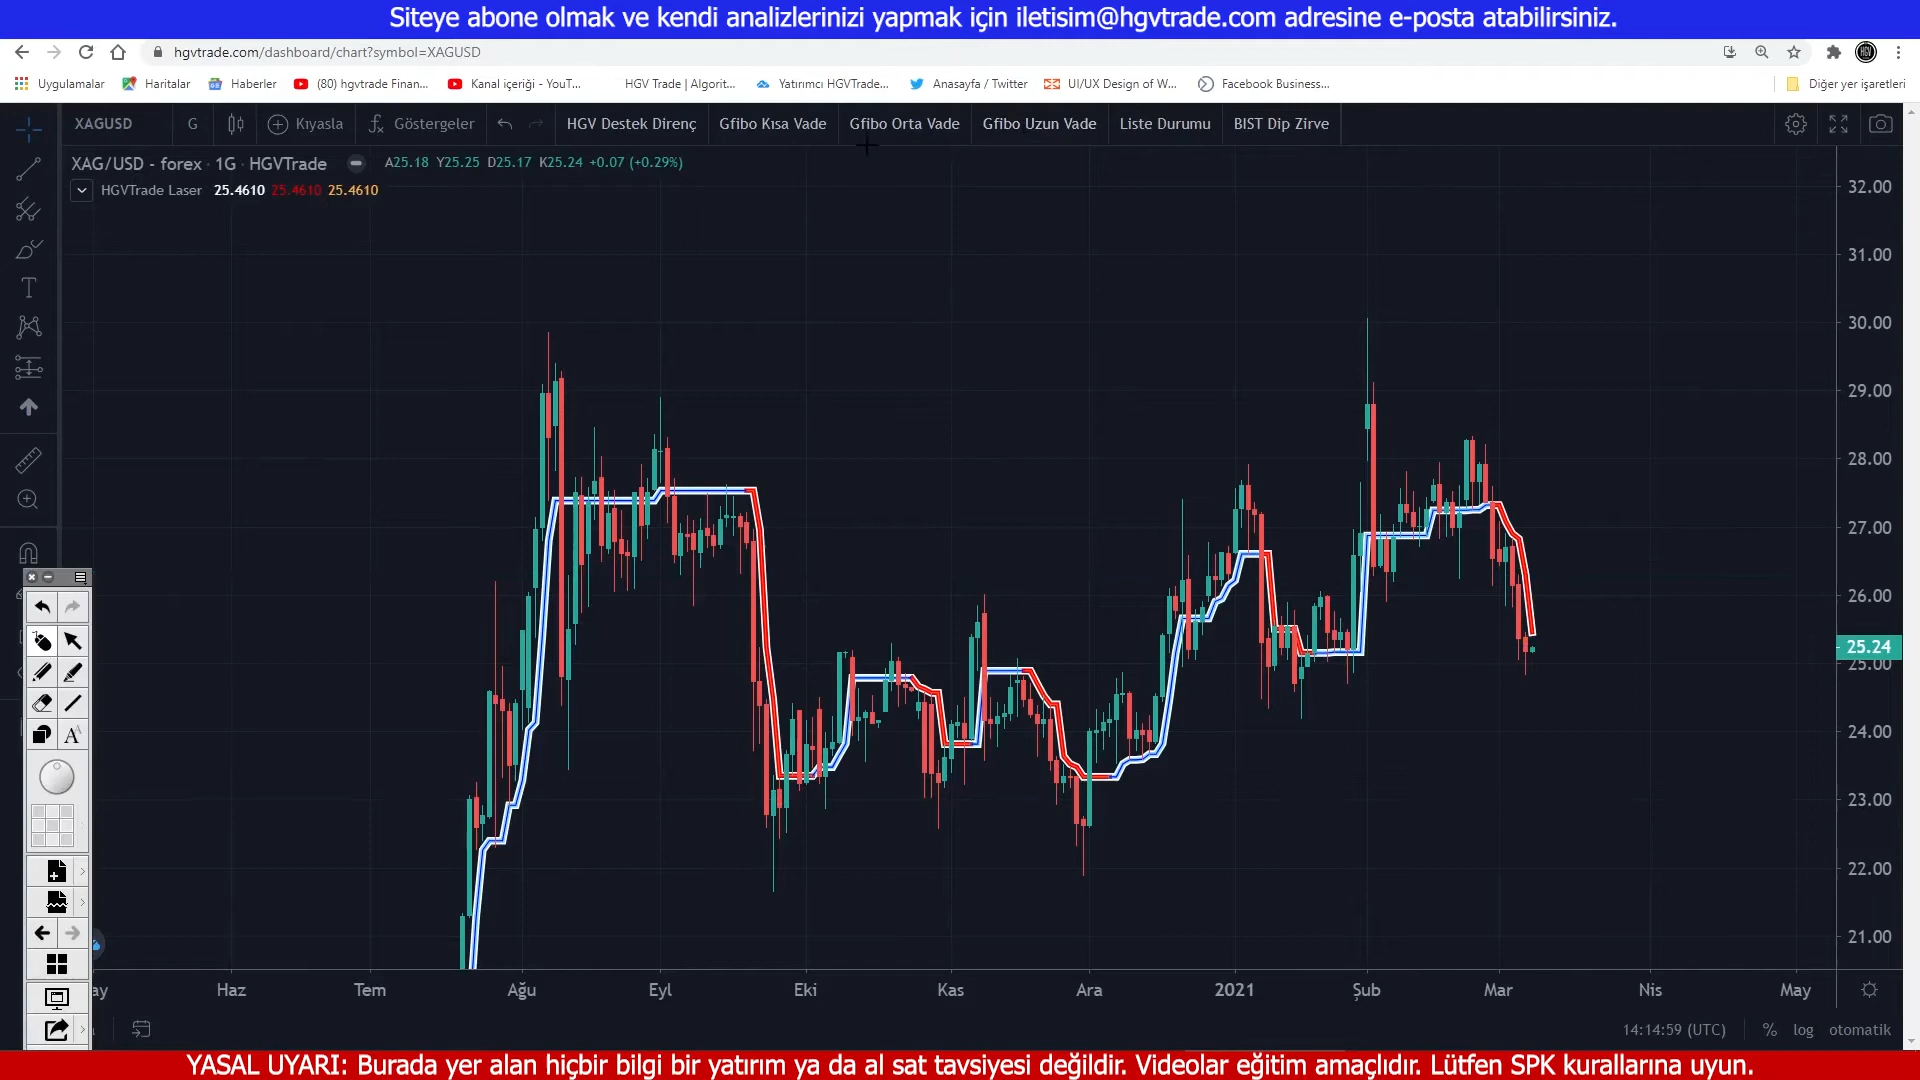 Siteye abone olmak ve kendi analizlerinizi yapmak için iletisim@hgvtrade.com adresine e-posta atabilirsiniz.
hgvtrade.com/dashboard/chart?symbol=XAGUSD
Uygulamalar Haritalar Haberler (80) hgvtrade Finan... Kanal içeriği - YouT... HGV Trade | Algorit... Yatırımcı HGVTrade... Anasayfa / Twitter UI/UX Design of W... Facebook Business... Diğer yer işaretleri
XAGUSD G Kıyasla Göstergeler HGV Destek Direnç Gfibo Kısa Vade Gfibo Orta Vade Gfibo Uzun Vade Liste Durumu BIST Dip Zirve
XAG/USD - forex · 1G · HGVTrade A25.18 Y25.25 D25.17 K25.24 +0.07 (+0.29%)
HGVTrade Laser 25.4610 25.4610 25.4610
32.00
31.00
30.00
29.00
28.00
27.00
26.00
25.24
25.00
24.00
23.00
22.00
21.00
ay Haz Tem Ağu Eyl Eki Kas Ara 2021 Şub Mar Nis May
14:14:59 (UTC) % log otomatik
YASAL UYARI: Burada yer alan hiçbir bilgi bir yatırım ya da al sat tavsiyesi değildir. Videolar eğitim amaçlıdır. Lütfen SPK kurallarına uyun.